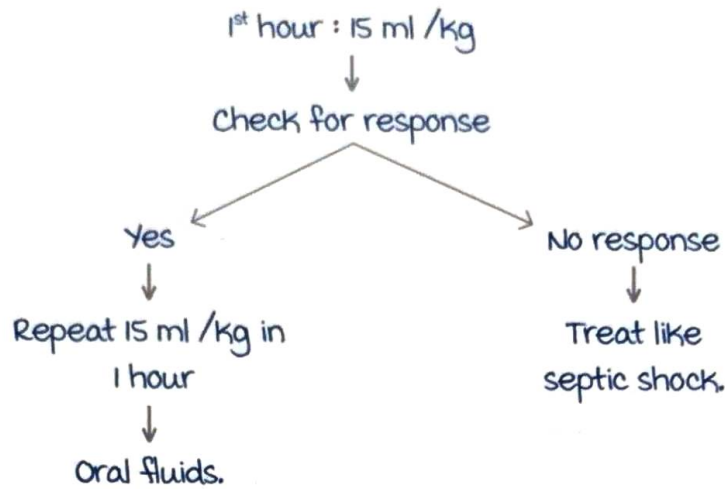 1st hour : 15 ml /kg
Check for response
Yes
No response
Repeat 15 ml /kg in
1 hour
Treat like
septic shock.
Oral fluids.